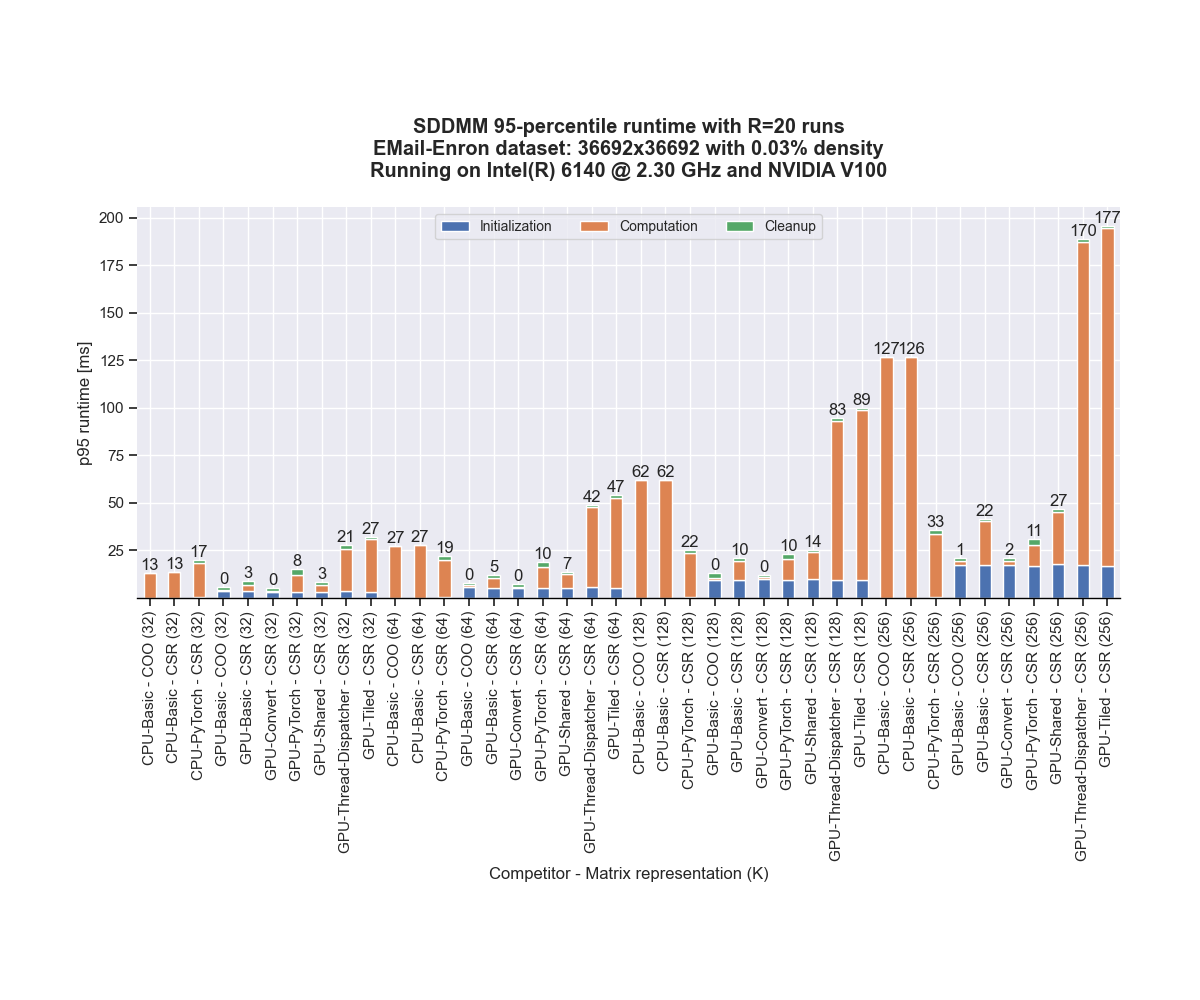 SDDMM 95-percentile runtime with R=20 runs
EMail-Enron dataset: 36692x36692 with 0.03% density
Running on Intel(R) 6140 @ 2.30 GHz and NVIDIA V100
Initialization
Computation
Cleanup
p95 runtime [ms]
200
175
150
125
100
75
50
25
13
13
17
0
3
0
8
3
21
27
27
27
19
0
5
0
10
7
42
47
62
62
22
0
10
0
10
14
83
89
127
126
33
1
22
2
11
27
170
177
CPU-Basic - COO (32)
CPU-Basic - CSR (32)
CPU-PyTorch - CSR (32)
GPU-Basic - COO (32)
GPU-Basic - CSR (32)
GPU-Convert - CSR (32)
GPU-PyTorch - CSR (32)
GPU-Shared - CSR (32)
GPU-Thread-Dispatcher - CSR (32)
GPU-Tiled - CSR (32)
CPU-Basic - COO (64)
CPU-Basic - CSR (64)
CPU-PyTorch - CSR (64)
GPU-Basic - COO (64)
GPU-Basic - CSR (64)
GPU-Convert - CSR (64)
GPU-PyTorch - CSR (64)
GPU-Shared - CSR (64)
GPU-Thread-Dispatcher - CSR (64)
GPU-Tiled - CSR (64)
CPU-Basic - COO (128)
CPU-Basic - CSR (128)
CPU-PyTorch - CSR (128)
GPU-Basic - COO (128)
GPU-Basic - CSR (128)
GPU-Convert - CSR (128)
GPU-PyTorch - CSR (128)
GPU-Shared - CSR (128)
GPU-Thread-Dispatcher - CSR (128)
GPU-Tiled - CSR (128)
CPU-Basic - COO (256)
CPU-Basic - CSR (256)
CPU-PyTorch - CSR (256)
GPU-Basic - COO (256)
GPU-Basic - CSR (256)
GPU-Convert - CSR (256)
GPU-PyTorch - CSR (256)
GPU-Shared - CSR (256)
GPU-Thread-Dispatcher - CSR (256)
GPU-Tiled - CSR (256)
Competitor - Matrix representation (K)